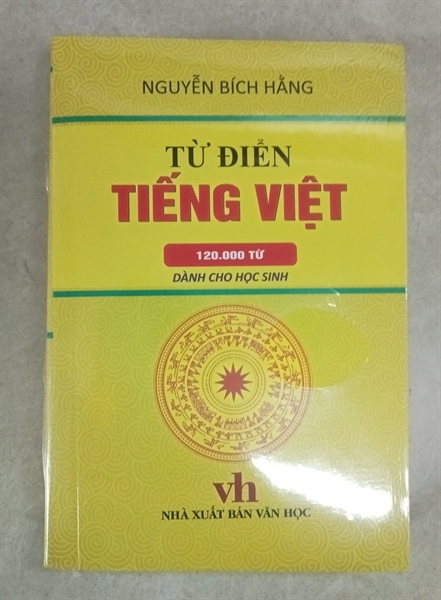 NGUYỄN BÍCH HẰNG
TỪ ĐIỂN
TIẾNG VIỆT
120.000 TỪ
DÀNH CHO HỌC SINH
vh
NHÀ XUẤT BẢN VĂN HỌC